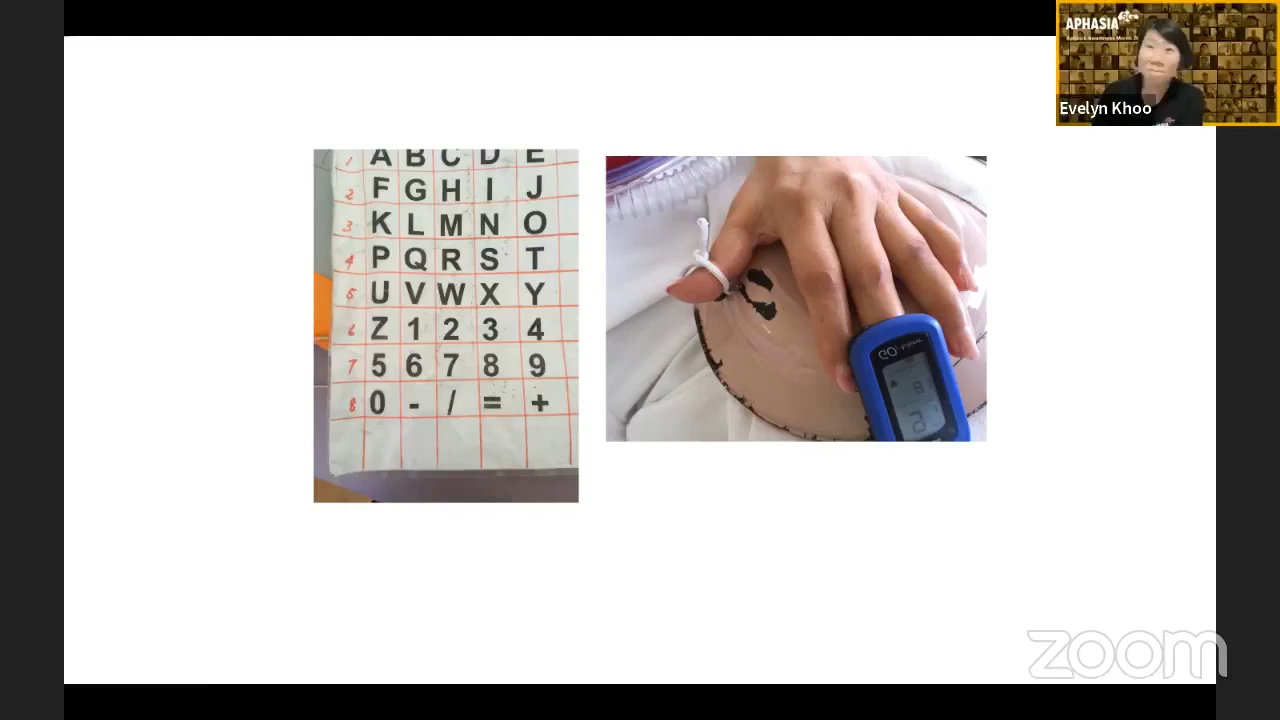 APHASIA SG
Evelyn Khoo
1 A B C D E
2 F G H I J
3 K L M N O
4 P Q R S T
5 U V W X Y
6 Z 1 2 3 4
7 5 6 7 8 9
8 0 - / = +
zoom